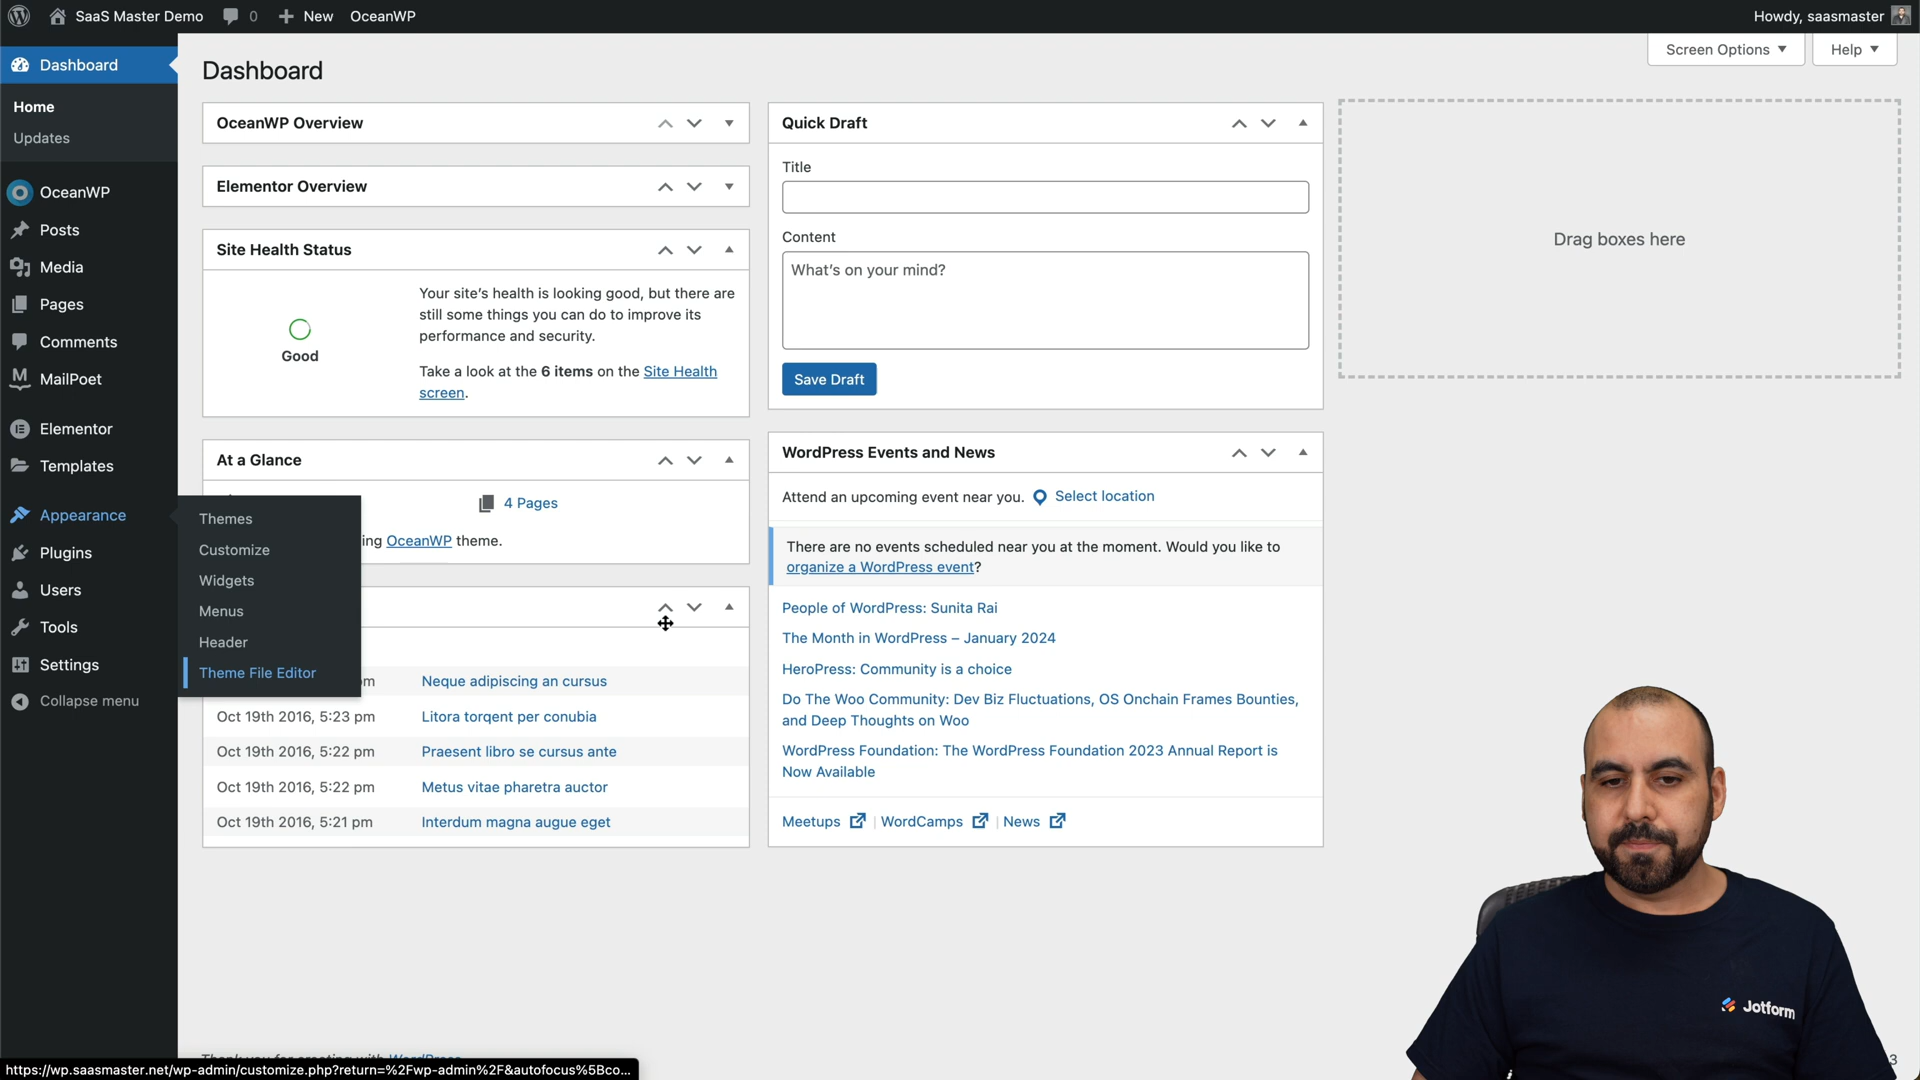 SaaS Master Demo
0
New
OceanWP
Howdy, saasmaster
Screen Options
Help
Dashboard
Home
Updates
OceanWP
Posts
Media
Pages
Comments
MailPoet
Elementor
Templates
Appearance
Plugins
Users
Tools
Settings
Collapse menu
Themes
Customize
Widgets
Menus
Header
Theme File Editor
Dashboard
OceanWP Overview
Elementor Overview
Site Health Status
Good
Your site's health is looking good, but there are
still some things you can do to improve its
performance and security.
Take a look at the 6 items on the Site Health
screen.
At a Glance
4 Pages
ing OceanWP theme.
m
Neque adipiscing an cursus
Oct 19th 2016, 5:23 pm
Litora torqent per conubia
Oct 19th 2016, 5:22 pm
Praesent libro se cursus ante
Oct 19th 2016, 5:22 pm
Metus vitae pharetra auctor
Oct 19th 2016, 5:21 pm
Interdum magna augue eget
Quick Draft
Title
Content
What's on your mind?
Save Draft
WordPress Events and News
Attend an upcoming event near you.
Select location
There are no events scheduled near you at the moment. Would you like to
organize a WordPress event?
People of WordPress: Sunita Rai
The Month in WordPress – January 2024
HeroPress: Community is a choice
Do The Woo Community: Dev Biz Fluctuations, OS Onchain Frames Bounties,
and Deep Thoughts on Woo
WordPress Foundation: The WordPress Foundation 2023 Annual Report is
Now Available
Meetups | WordCamps | News
Drag boxes here
Jotform
Thank you for creating with WordPress
3
https://wp.saasmaster.net/wp-admin/customize.php?return=%2Fwp-admin%2F&autofocus%5Bco...